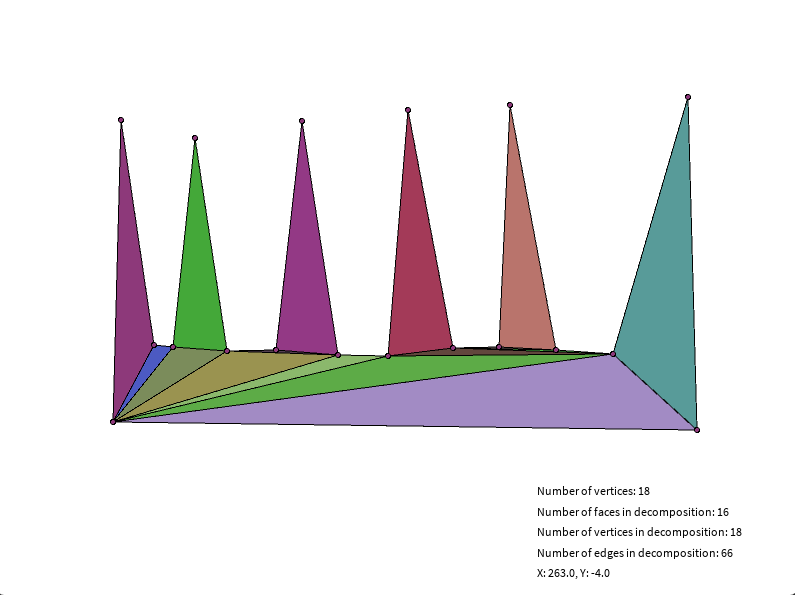 Number of vertices: 18
Number of faces in decomposition: 16
Number of vertices in decomposition: 18
Number of edges in decomposition: 66
X: 263.0, Y: -4.0